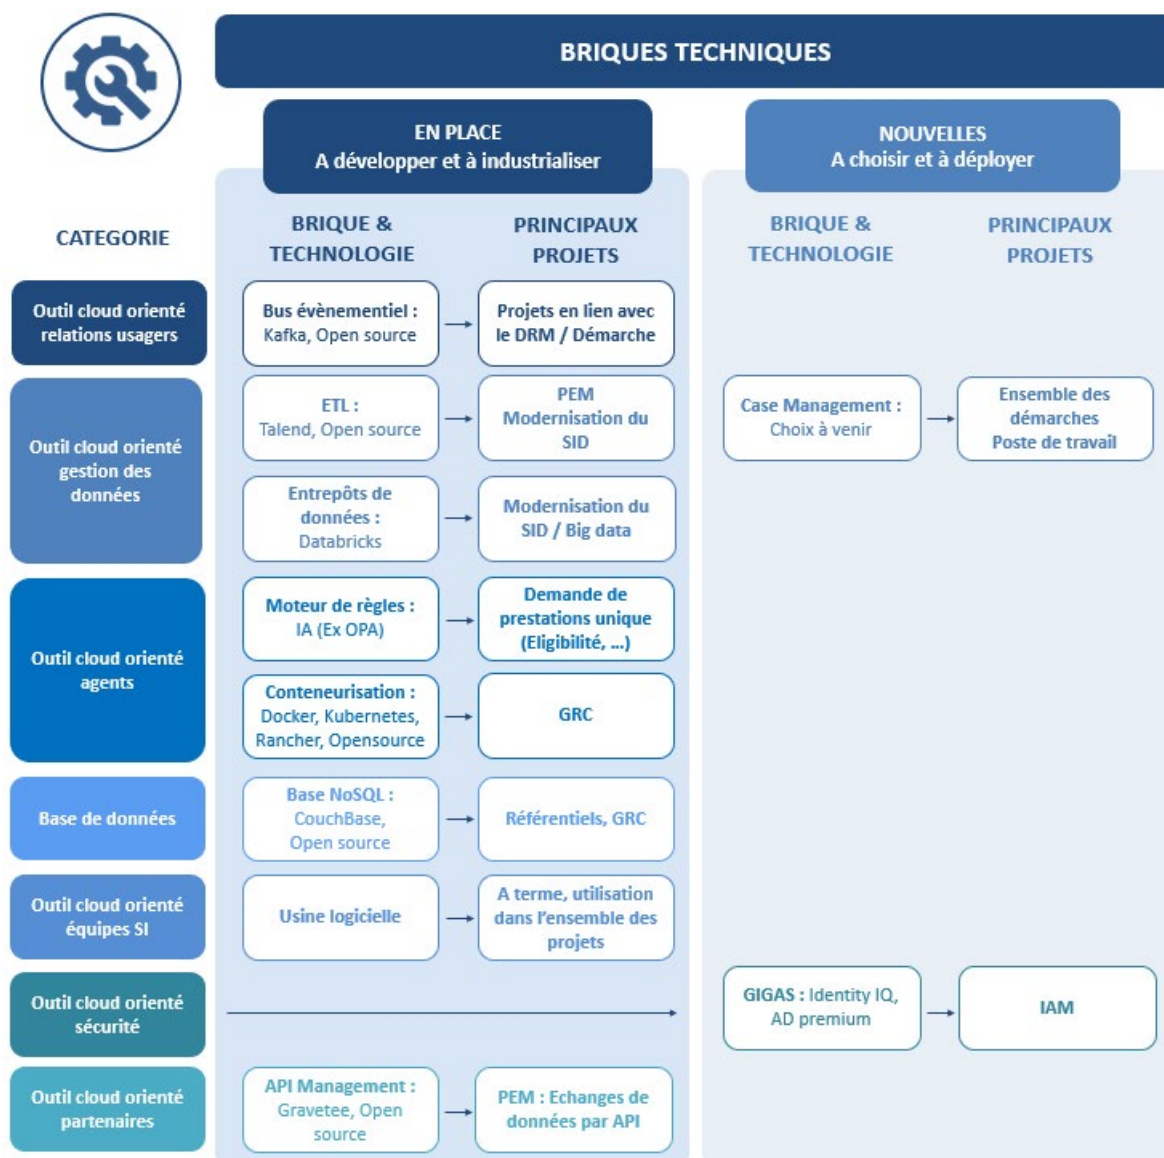 BRIQUES TECHNIQUES
EN PLACE
A développer et à industrialiser
NOUVELLES
A choisir et à déployer
CATEGORIE
BRIQUE &
TECHNOLOGIE
PRINCIPAUX
PROJETS
BRIQUE &
TECHNOLOGIE
PRINCIPAUX
PROJETS
Outil cloud orienté
relations usagers
Bus évènementiel :
Kafka, Open source
Projets en lien avec
le DRM / Démarche
Outil cloud orienté
gestion des
données
ETL :
Talend, Open source
PEM
Modernisation du
SID
Case Management :
Choix à venir
Ensemble des
démarches
Poste de travail
Entrepôts de
données :
Databricks
Modernisation du
SID / Big data
Outil cloud orienté
agents
Moteur de règles :
IA (Ex OPA)
Demande de
prestations unique
(Eligibilité, ...)
Conteneurisation :
Docker, Kubernetes,
Rancher, Opensource
GRC
Base de données
Base NoSQL :
CouchBase,
Open source
Référentiels, GRC
Outil cloud orienté
équipes SI
Usine logicielle
A terme, utilisation
dans l'ensemble des
projets
Outil cloud orienté
sécurité
GIGAS : Identity IQ,
AD premium
IAM
Outil cloud orienté
partenaires
API Management :
Gravetee, Open
source
PEM : Echanges de
données par API